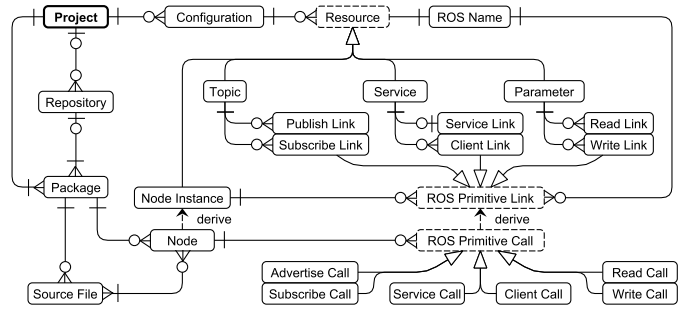 Project
Configuration
Resource
ROS Name
Topic
Service
Parameter
Repository
Publish Link
Service Link
Read Link
Subscribe Link
Client Link
Write Link
Package
Node Instance
ROS Primitive Link
derive
derive
Node
ROS Primitive Call
Advertise Call
Read Call
Source File
Subscribe Call
Service Call
Client Call
Write Call